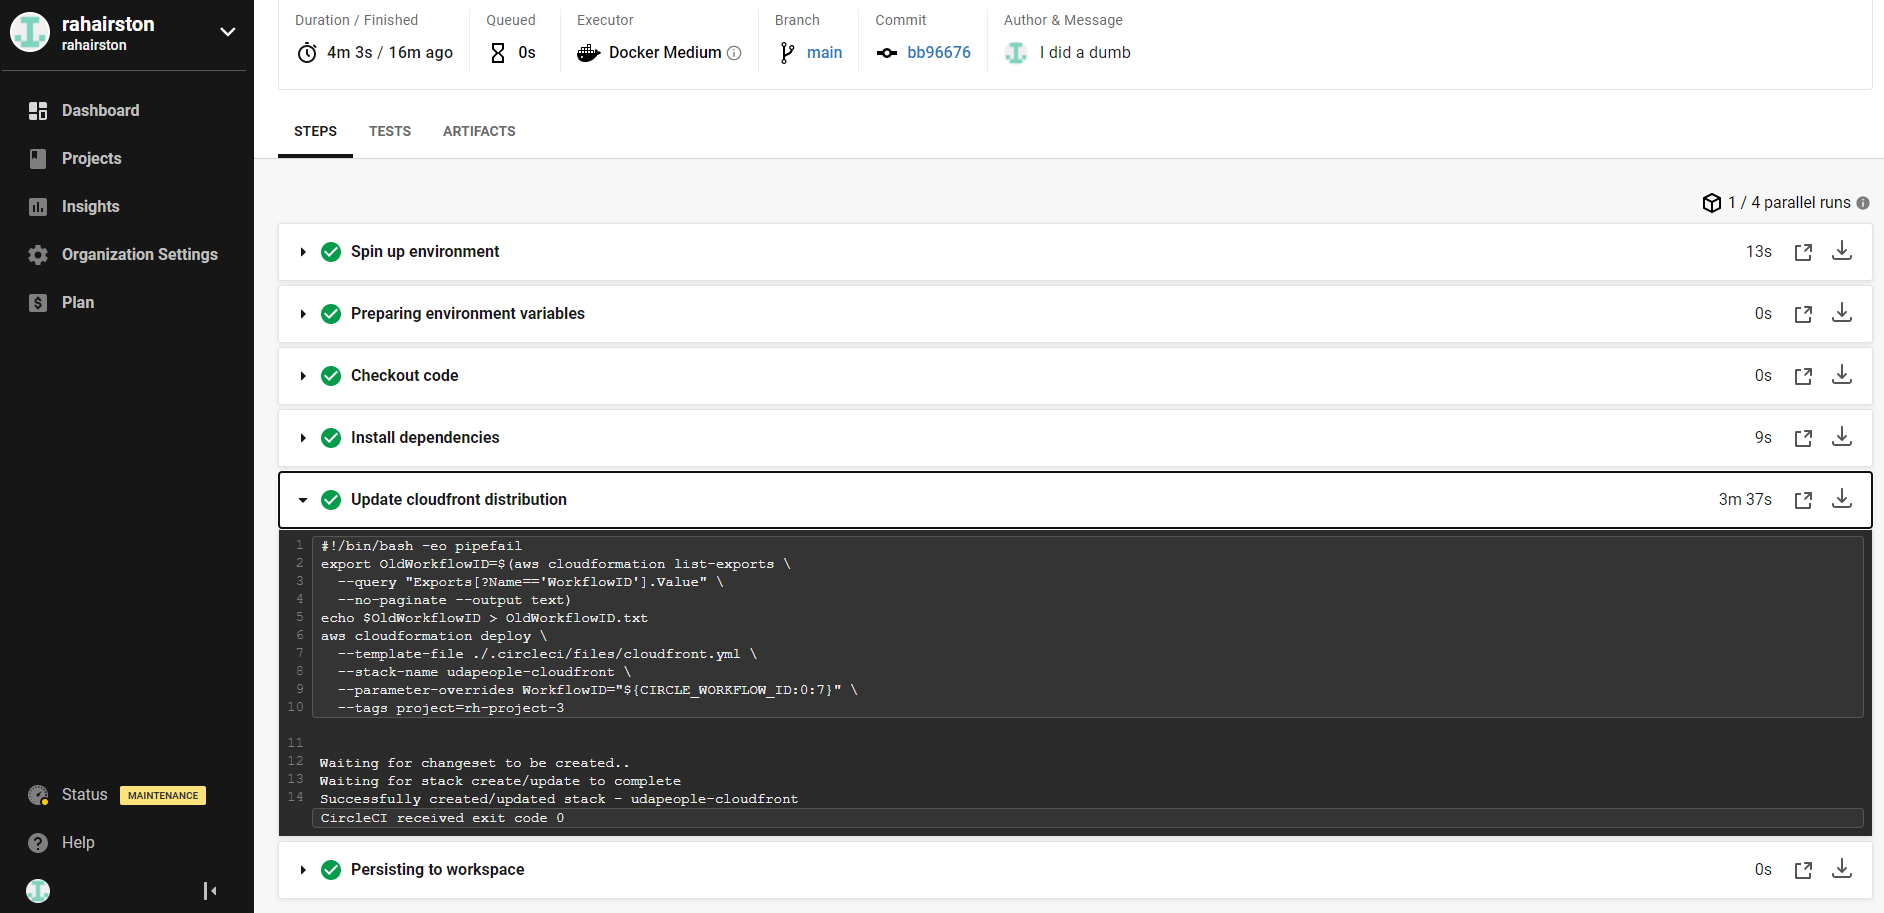 rahairston
rahairston
Dashboard
Projects
Insights
Organization Settings
Plan
Status MAINTENANCE
Help
Duration / Finished
4m 3s / 16m ago
Queued
0s
Executor
Docker Medium
Branch
main
Commit
bb96676
Author & Message
I did a dumb
STEPS TESTS ARTIFACTS
1 / 4 parallel runs
Spin up environment 13s
Preparing environment variables 0s
Checkout code 0s
Install dependencies 9s
Update cloudfront distribution 3m 37s
1 #!/bin/bash -eo pipefail
2 export OldWorkflowID=$(aws cloudformation list-exports \
3   --query "Exports[?Name=='WorkflowID'].Value" \
4   --no-paginate --output text)
5 echo $OldWorkflowID > OldWorkflowID.txt
6 aws cloudformation deploy \
7   --template-file ./.circleci/files/cloudfront.yml \
8   --stack-name udapeople-cloudfront \
9   --parameter-overrides WorkflowID="${CIRCLE_WORKFLOW_ID:0:7}" \
10   --tags project=rh-project-3
11
12 Waiting for changeset to be created..
13 Waiting for stack create/update to complete
14 Successfully created/updated stack - udapeople-cloudfront
CircleCI received exit code 0
Persisting to workspace 0s